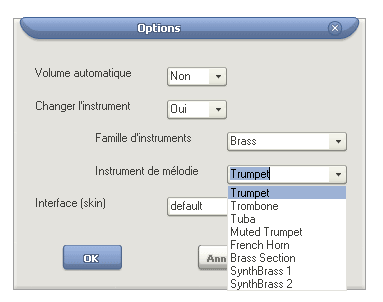 Options
Volume automatique Non
Changer l'instrument Oui
Famille d'instruments Brass
Instrument de mélodie Trumpet
Trumpet
Interface (skin) default
Trombone
Tuba
Muted Trumpet
French Horn
Brass Section
SynthBrass 1
SynthBrass 2
OK